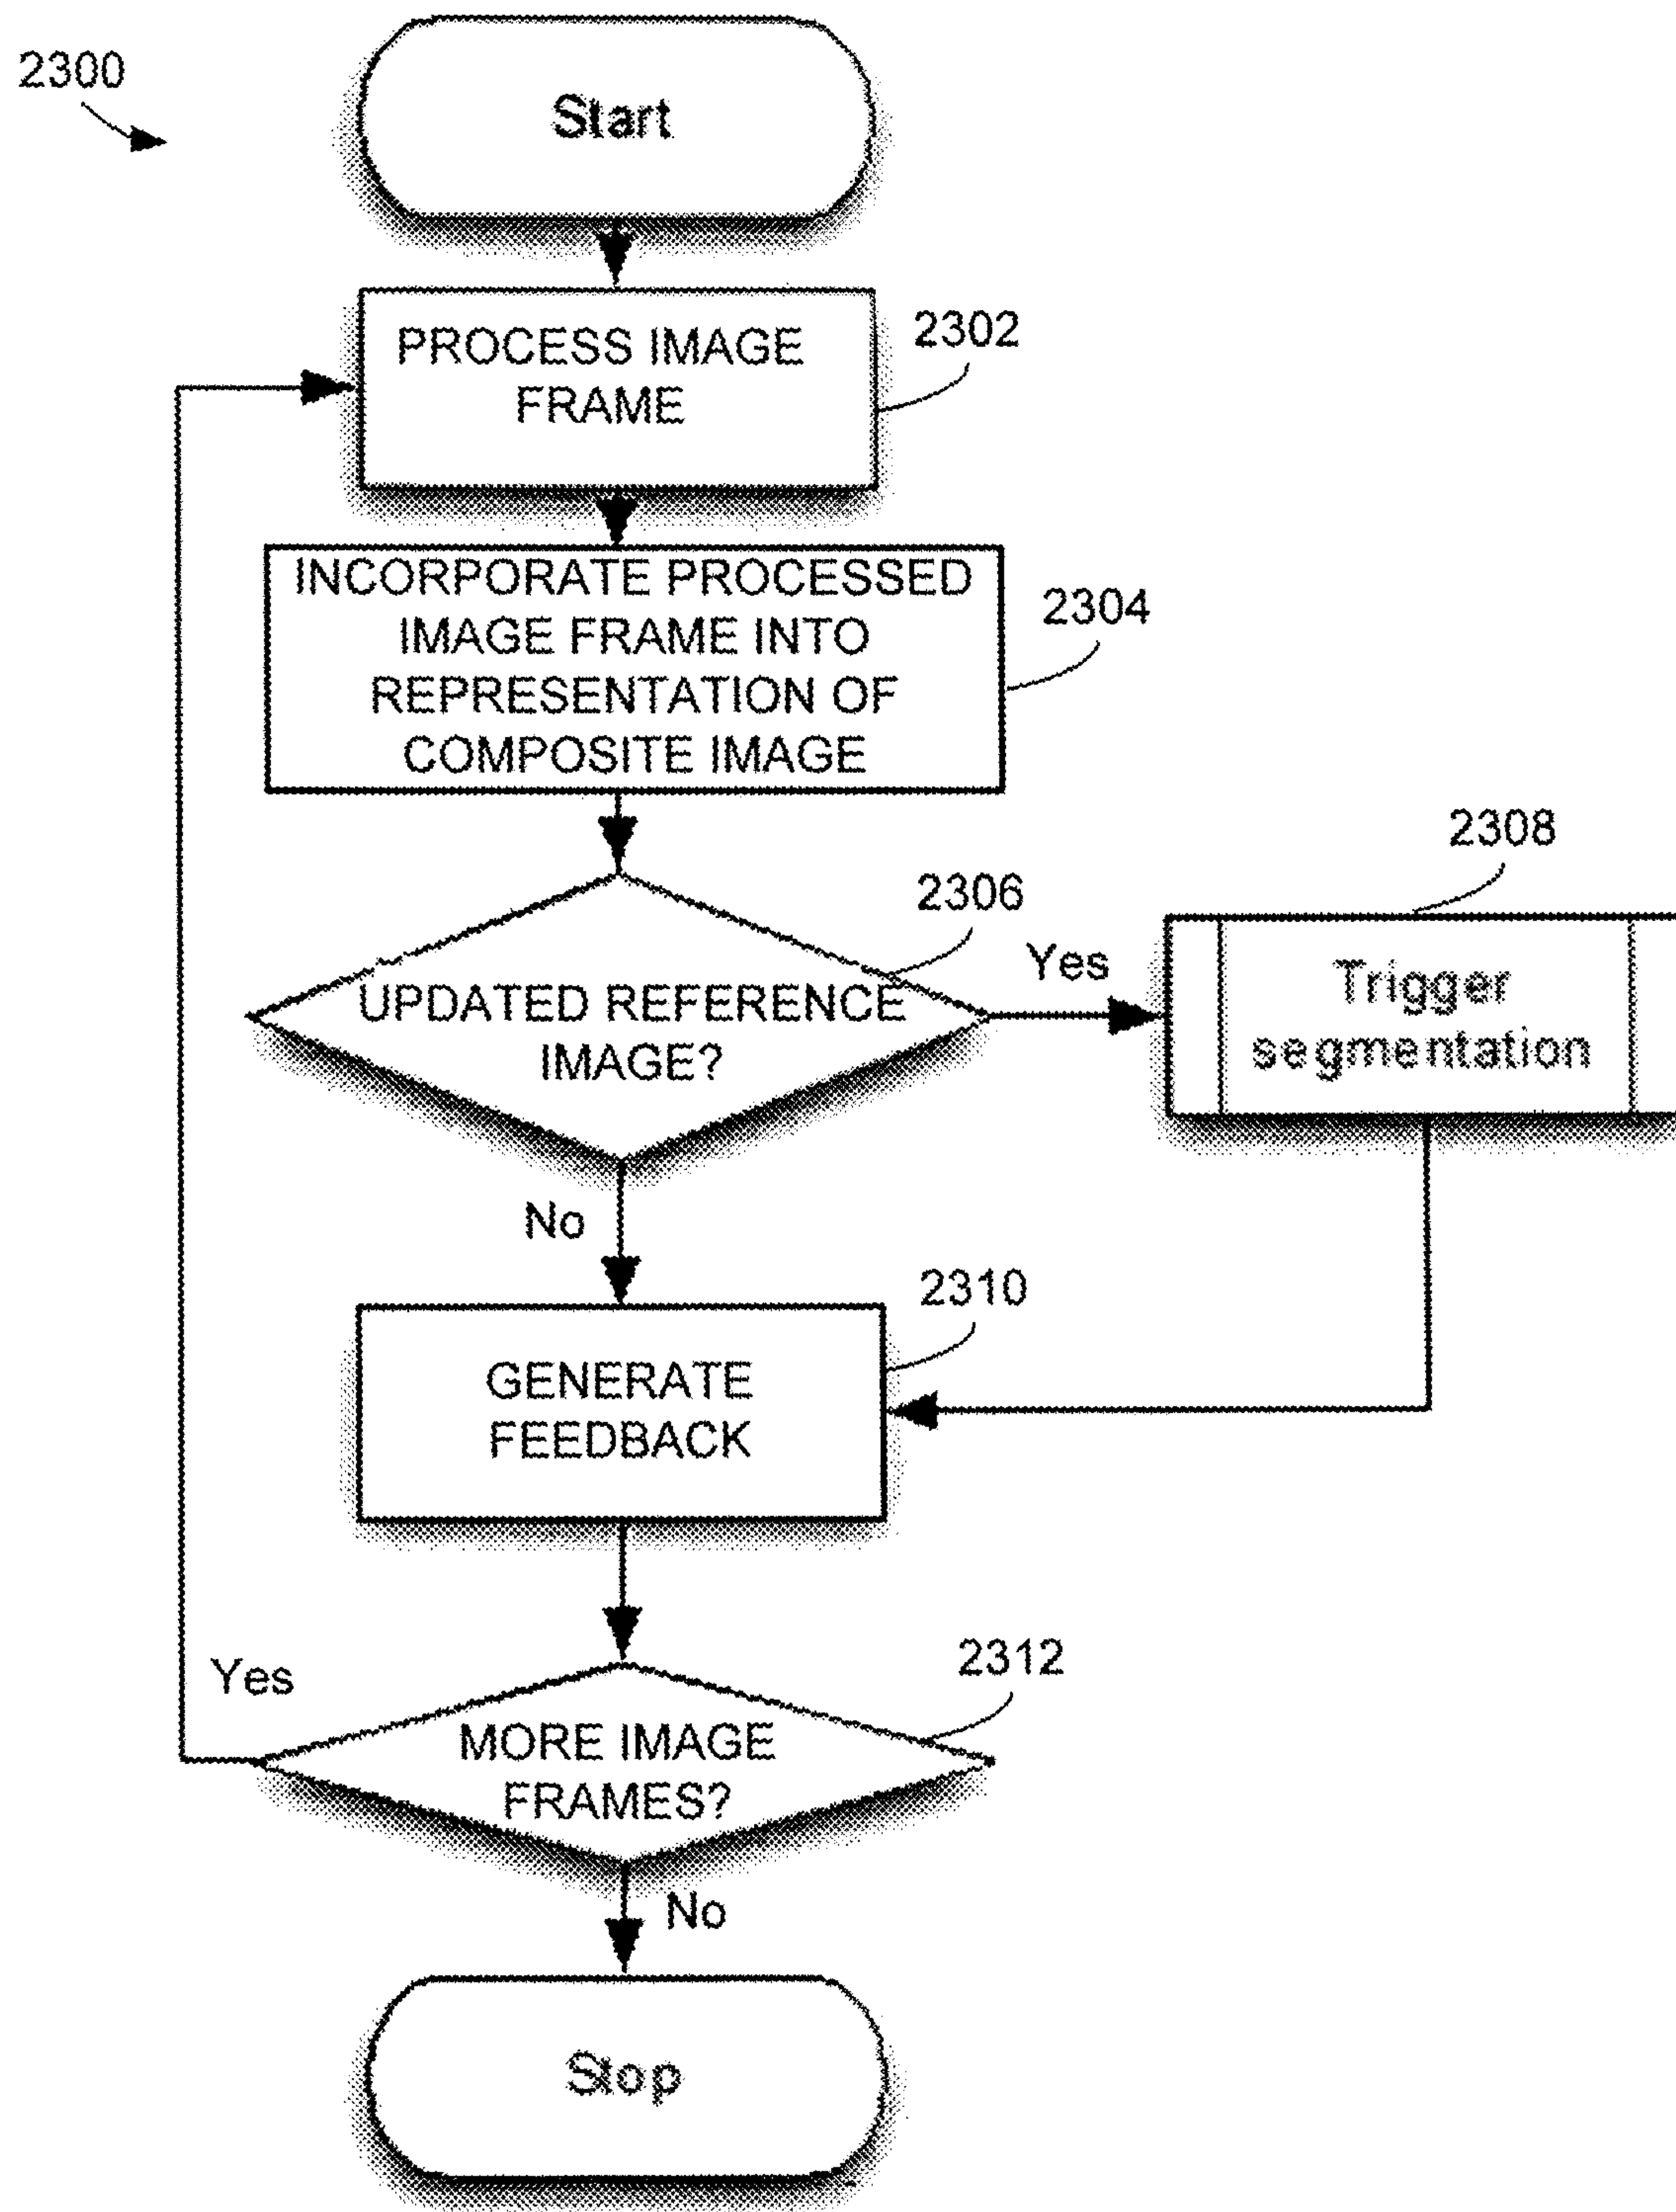 2300
Start
PROCESS IMAGE
FRAME
2302
INCORPORATE PROCESSED
IMAGE FRAME INTO
REPRESENTATION OF
COMPOSITE IMAGE
2304
UPDATED REFERENCE
IMAGE?
2306
Yes
2308
Trigger
segmentation
No
GENERATE
FEEDBACK
2310
MORE IMAGE
FRAMES?
2312
Yes
No
Stop